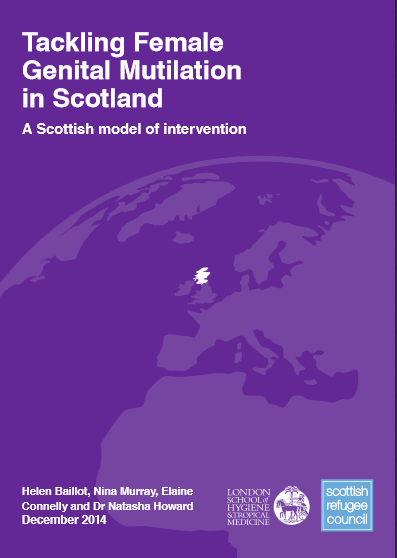 Tackling Female
Genital Mutilation
in Scotland
A Scottish model of intervention
Helen Baillot, Nina Murray, Elaine
Connelly and Dr Natasha Howard
December 2014
LONDON
SCHOOL of
HYGIENE
& TROPICAL
MEDICINE
scottish
refugee
council